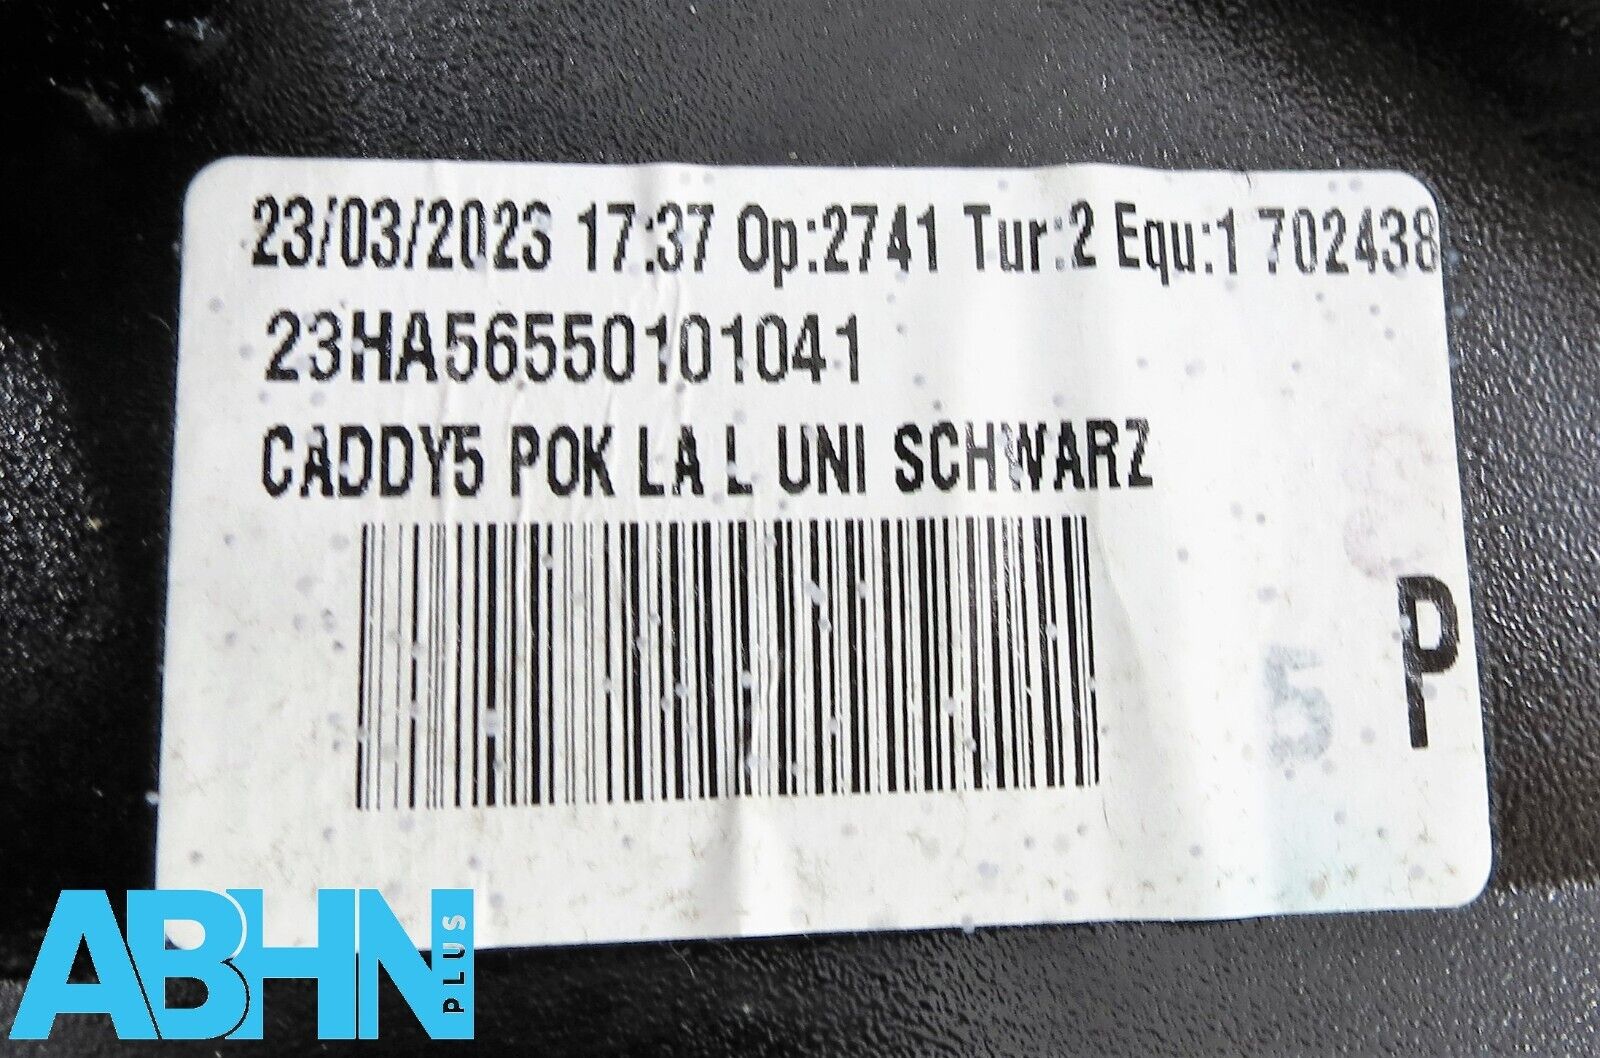 23/03/2023 17:37 Op:2741 Tur:2 Equ:1 702438
23HA56550101041
CADDY5 POK LA L UNI SCHWARZ
P
5
ABHN PLUS